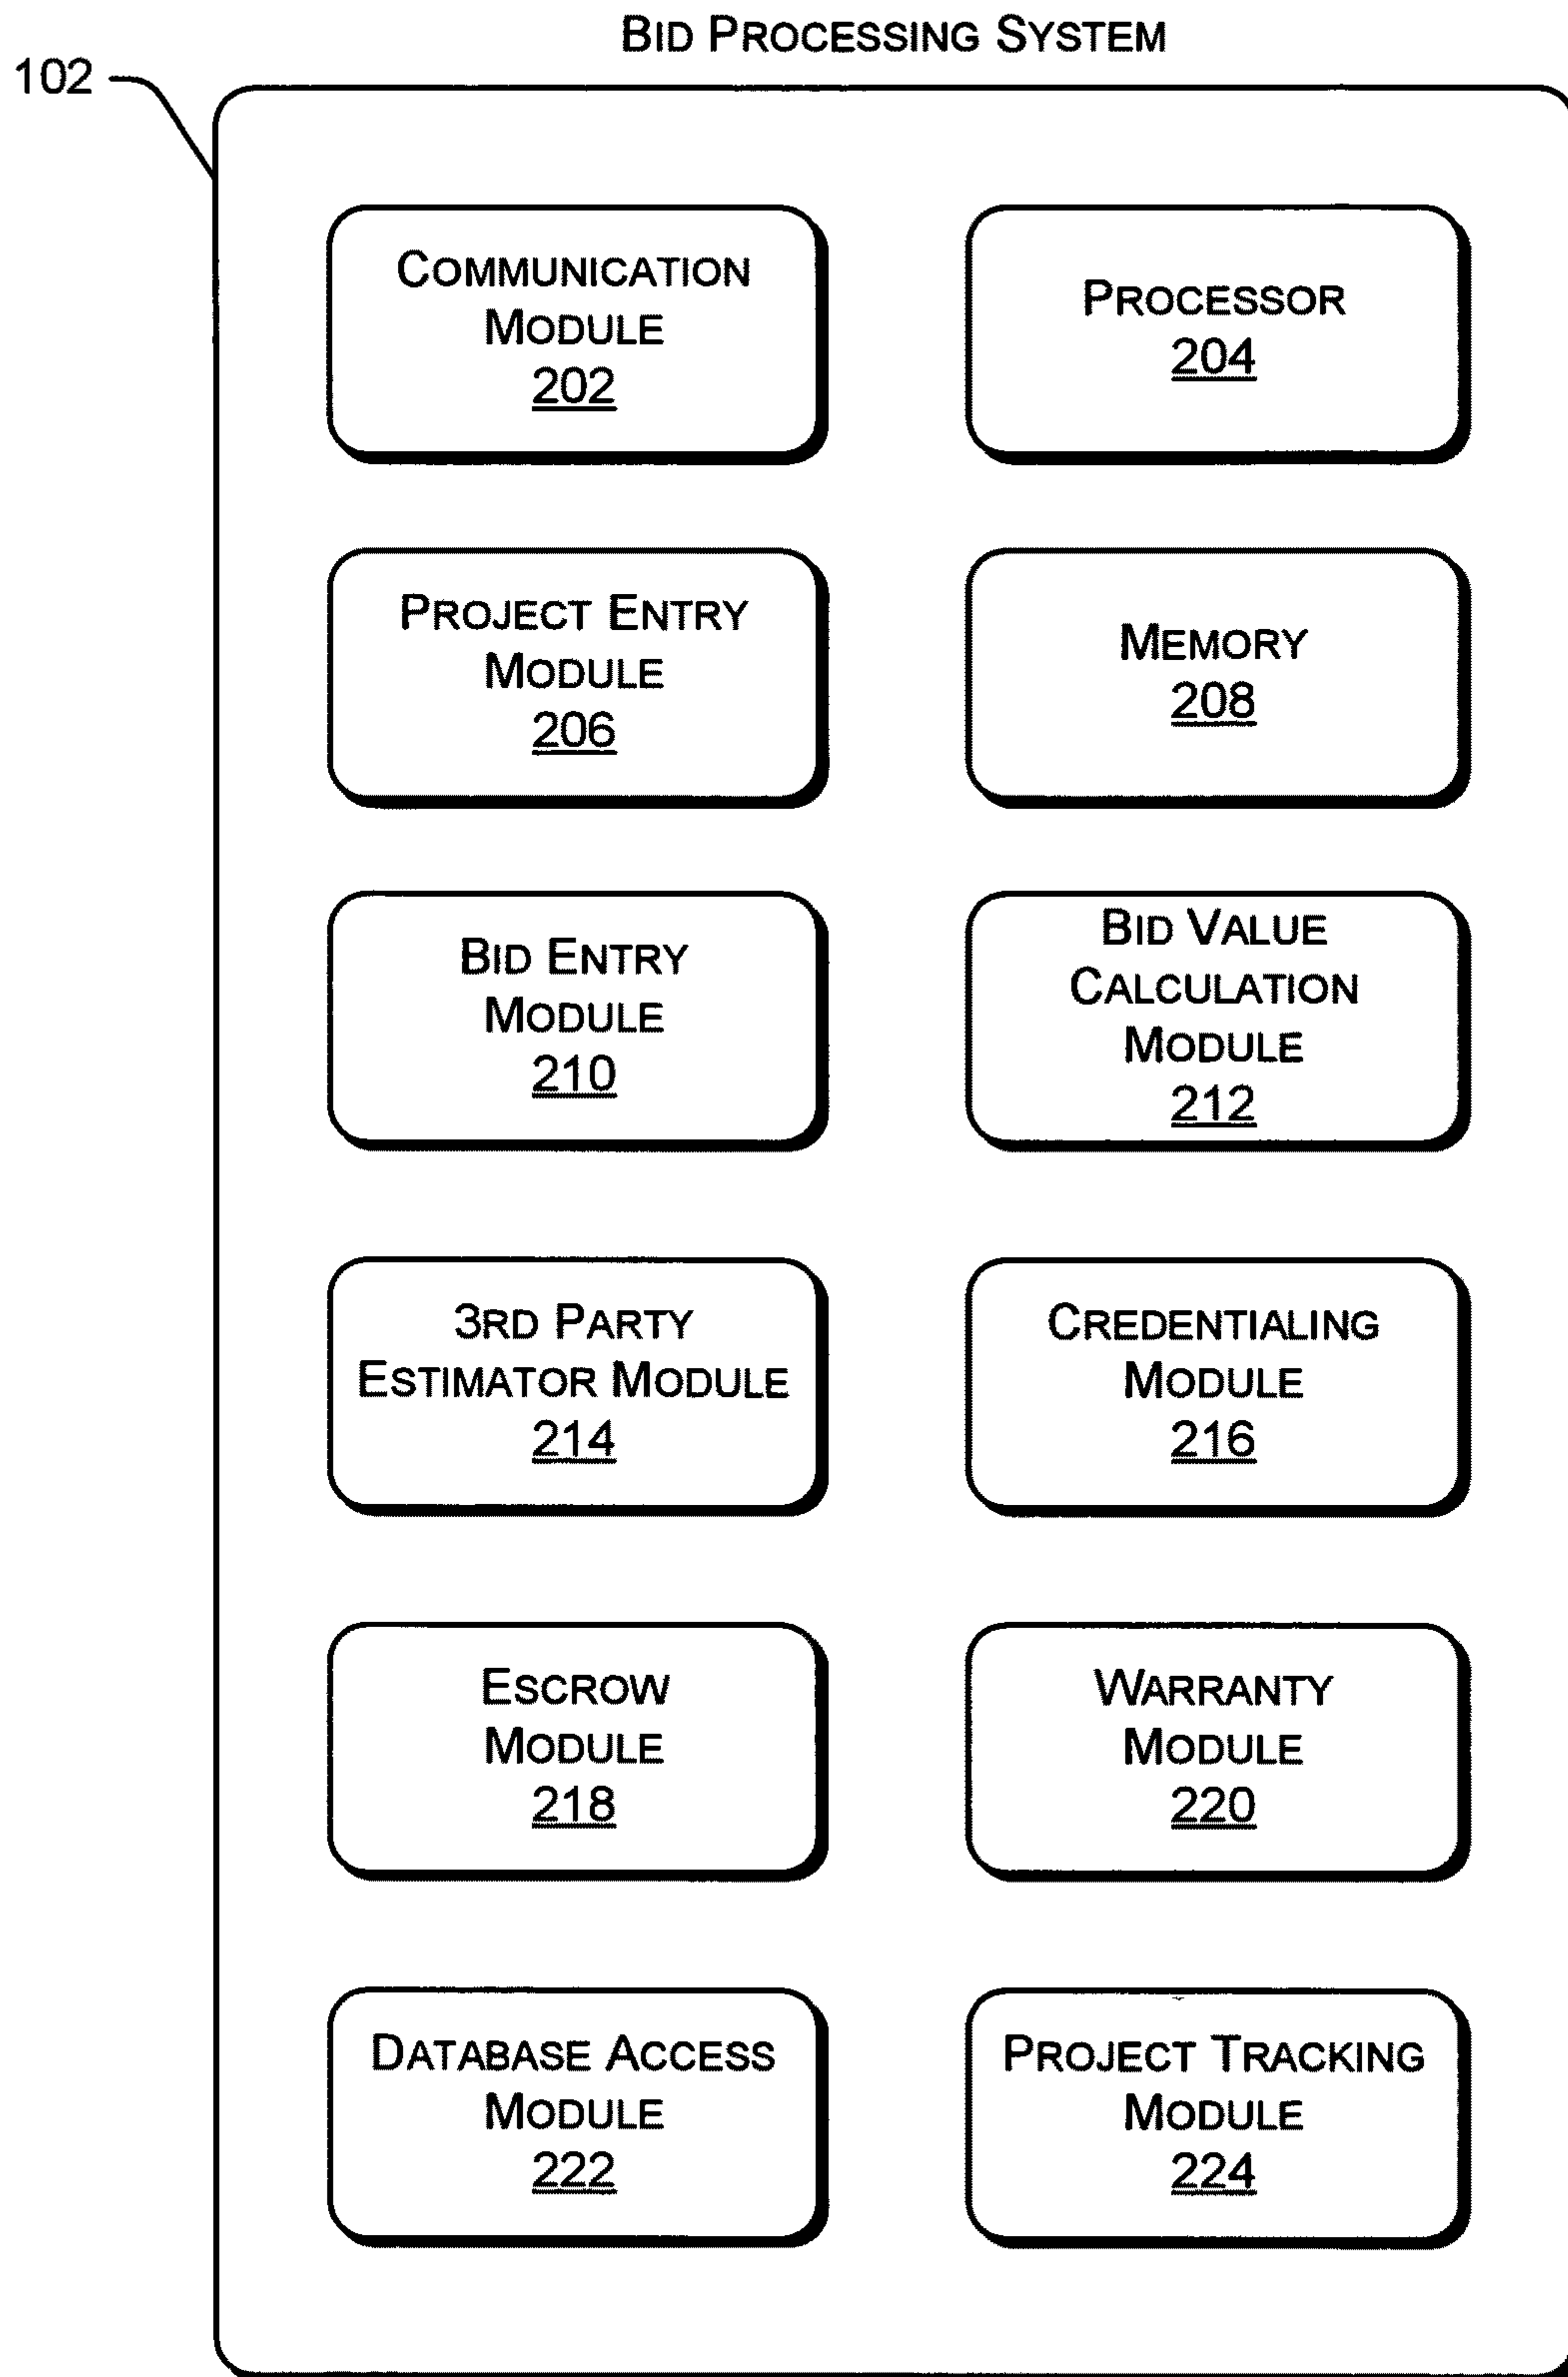 BID PROCESSING SYSTEM
102
COMMUNICATION
MODULE
202
PROCESSOR
204
PROJECT ENTRY
MODULE
206
MEMORY
208
BID ENTRY
MODULE
210
BID VALUE
CALCULATION
MODULE
212
3RD PARTY
ESTIMATOR MODULE
214
CREDENTIALING
MODULE
216
ESCROW
MODULE
218
WARRANTY
MODULE
220
DATABASE ACCESS
MODULE
222
PROJECT TRACKING
MODULE
224